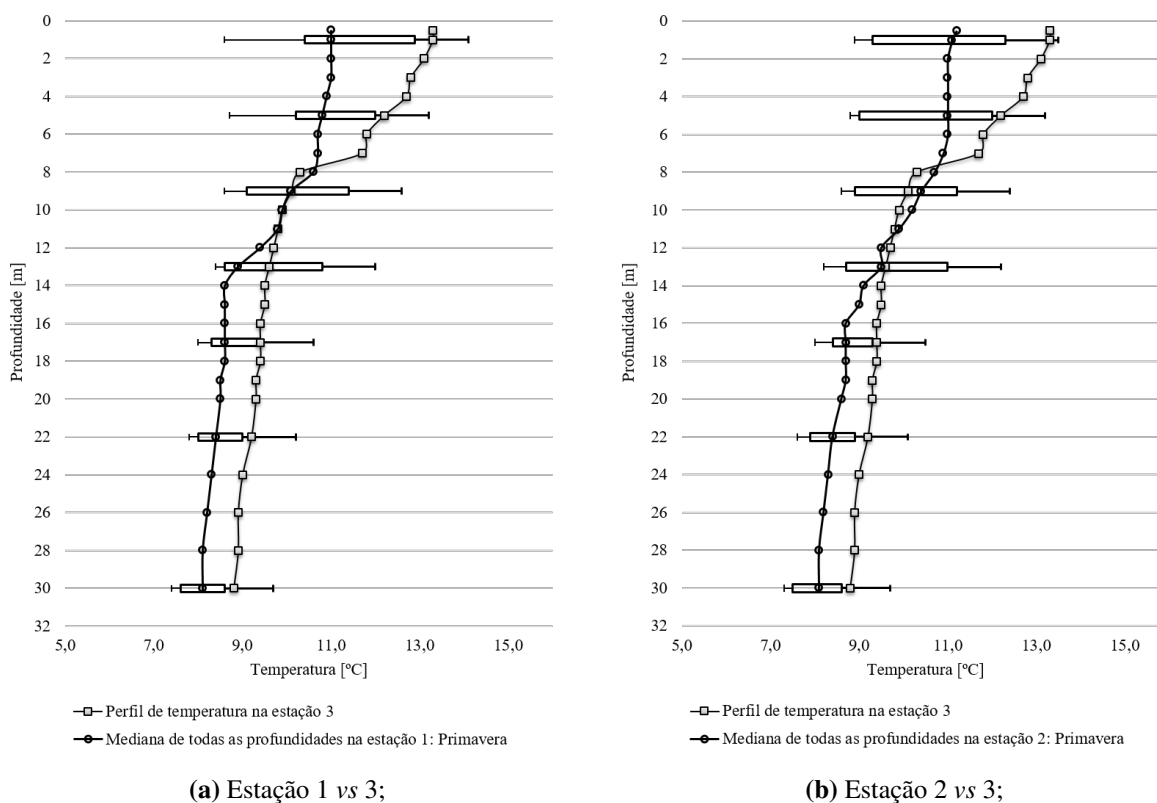 0
2
4
6
8
10
12
14
16
18
20
22
24
26
28
30
32
Profundidade [m]
5,0 7,0 9,0 11,0 13,0 15,0
Temperatura [ºC]
Perfil de temperatura na estação 3
Mediana de todas as profundidades na estação 1: Primavera
(a) Estação 1 vs 3;
0
2
4
6
8
10
12
14
16
18
20
22
24
26
28
30
32
Profundidade [m]
5,0 7,0 9,0 11,0 13,0 15,0
Temperatura [ºC]
Perfil de temperatura na estação 3
Mediana de todas as profundidades na estação 2: Primavera
(b) Estação 2 vs 3;